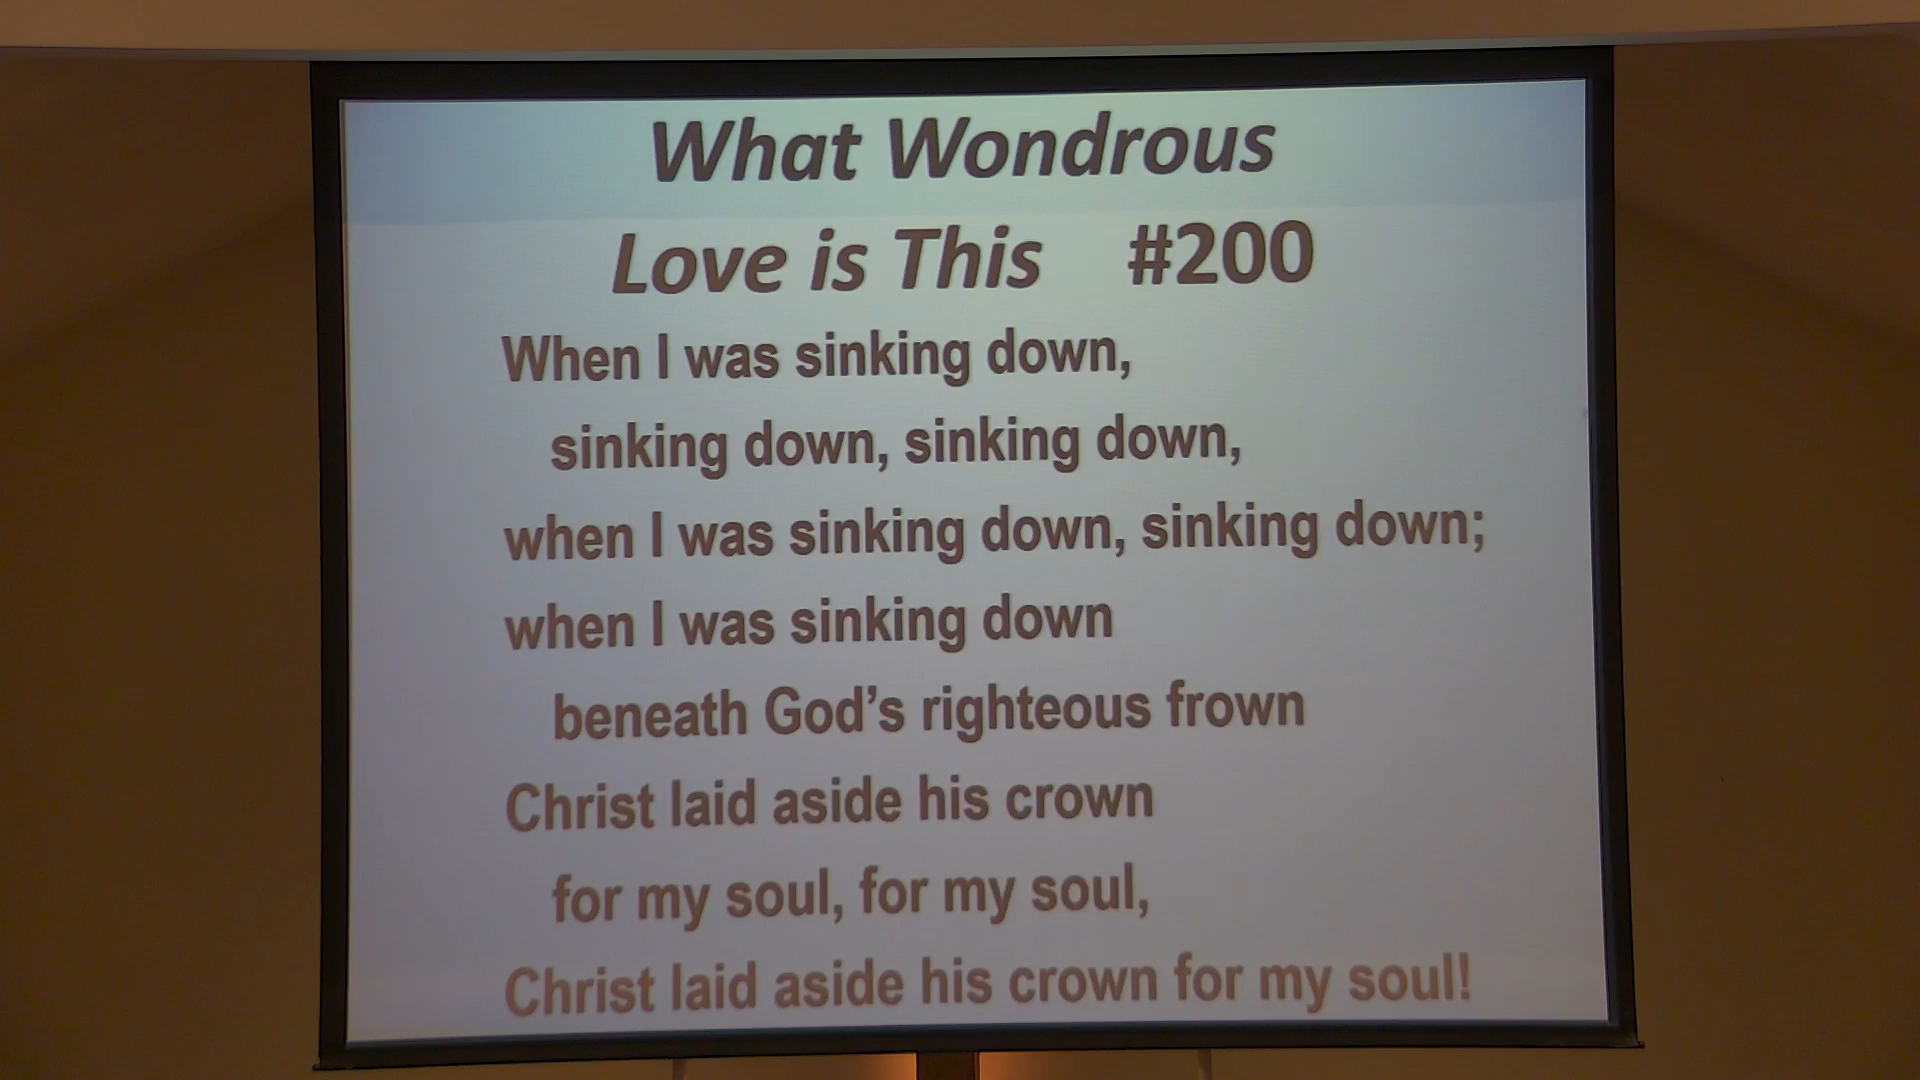 What Wondrous
Love is This #200
When I was sinking down,
sinking down, sinking down,
when I was sinking down, sinking down;
when I was sinking down
beneath God’s righteous frown
Christ laid aside his crown
for my soul, for my soul,
Christ laid aside his crown for my soul!